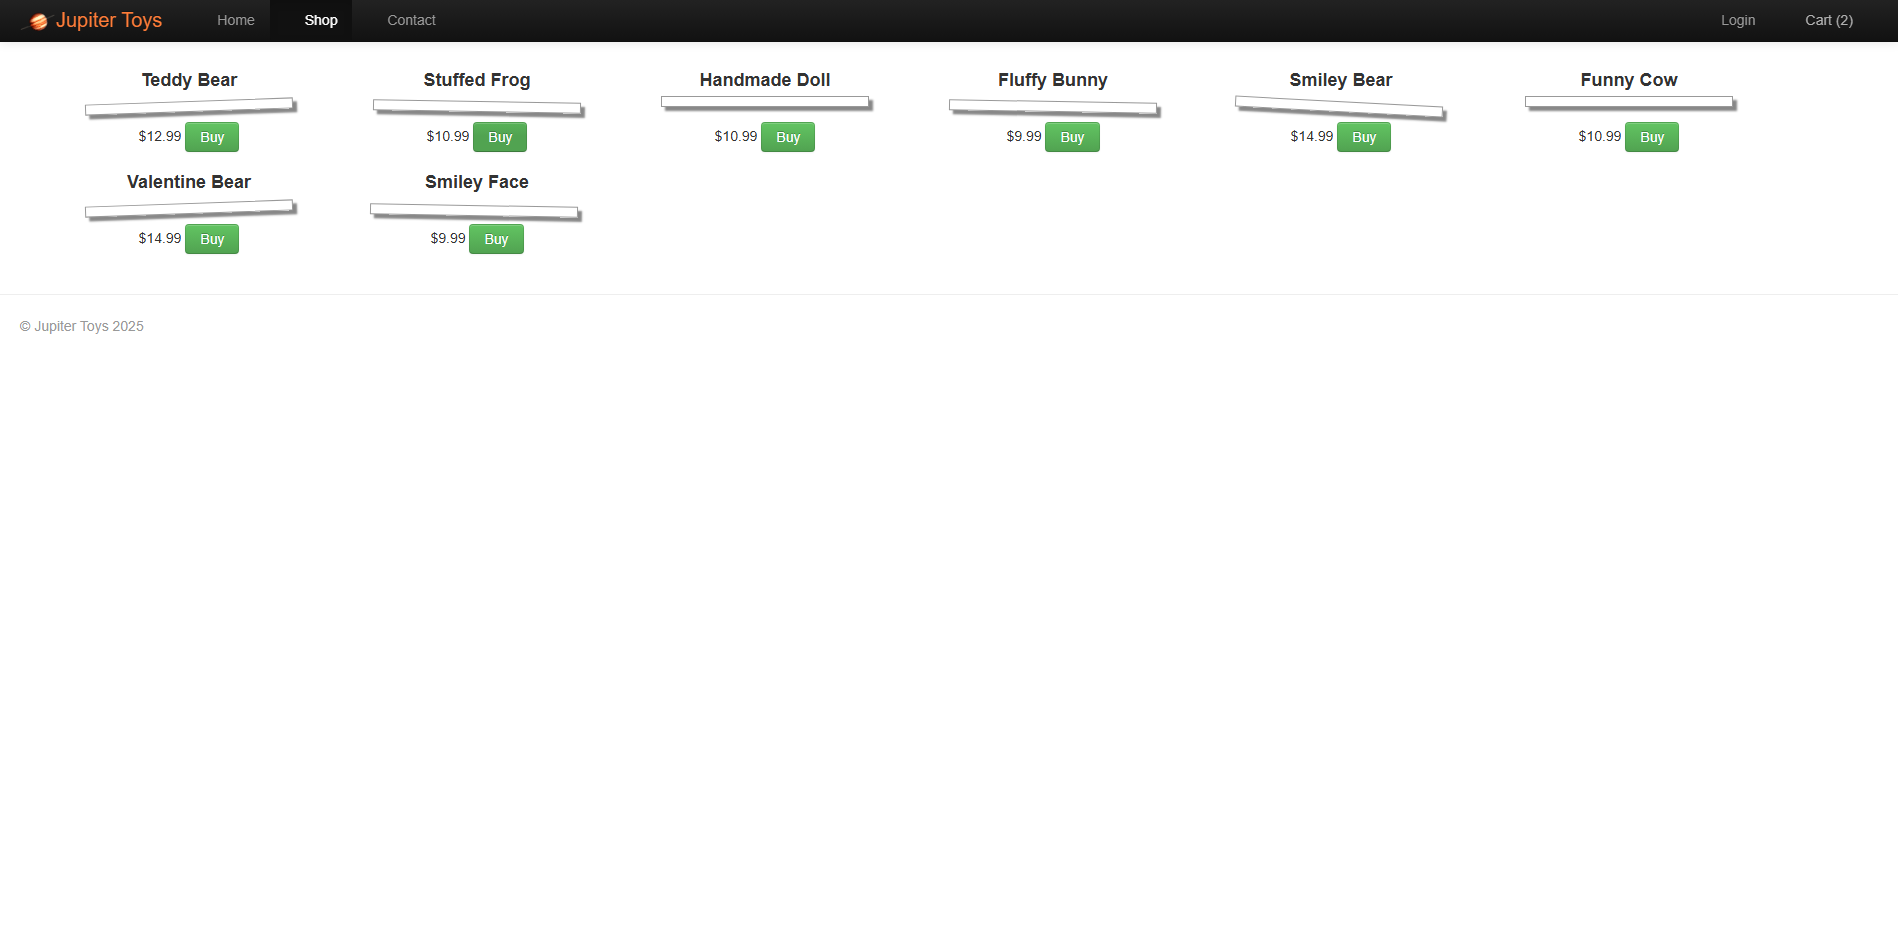 Jupiter Toys Home Shop Contact Login Cart (2)
Teddy Bear Stuffed Frog Handmade Doll Fluffy Bunny Smiley Bear Funny Cow
$12.99 Buy $10.99 Buy $10.99 Buy $9.99 Buy $14.99 Buy $10.99 Buy
Valentine Bear Smiley Face
$14.99 Buy $9.99 Buy
© Jupiter Toys 2025